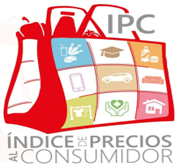 IPC
ÍNDICE DE PRECIOS
AL CONSUMIDOR